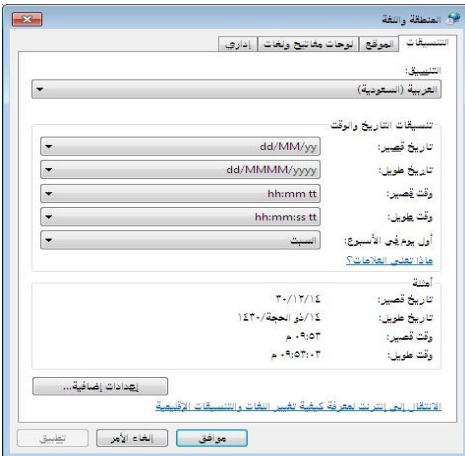 المنطقة واللغة
التنسيقات الموقع لوحات مفاتيح ولغات إداري
التنسيق:
العربية (السعودية)
تنسيقات التاريخ والوقت
تاريخ قصير: dd/MM/yy
تاريخ طويل: dd/MMMM/yyyy
وقت قصير: hh:mm tt
وقت طويل: hh:mm:ss tt
أول يوم في الأسبوع: السبت
ماذا تعني العلامات؟
أمثلة
تاريخ قصير: ٣٠/١٢/١٤
تاريخ طويل: ١٤/ذو الحجة/١٤٣٠
وقت قصير: ٠٩:٥٣ م
وقت طويل: ٠٩:٥٣:٠٣ م
إعدادات إضافية...
الانتقال إلى إنترنت لمعرفة كيفية تغيير اللغات والتنسيقات الإقليمية
موافق إلغاء الأمر تطبيق